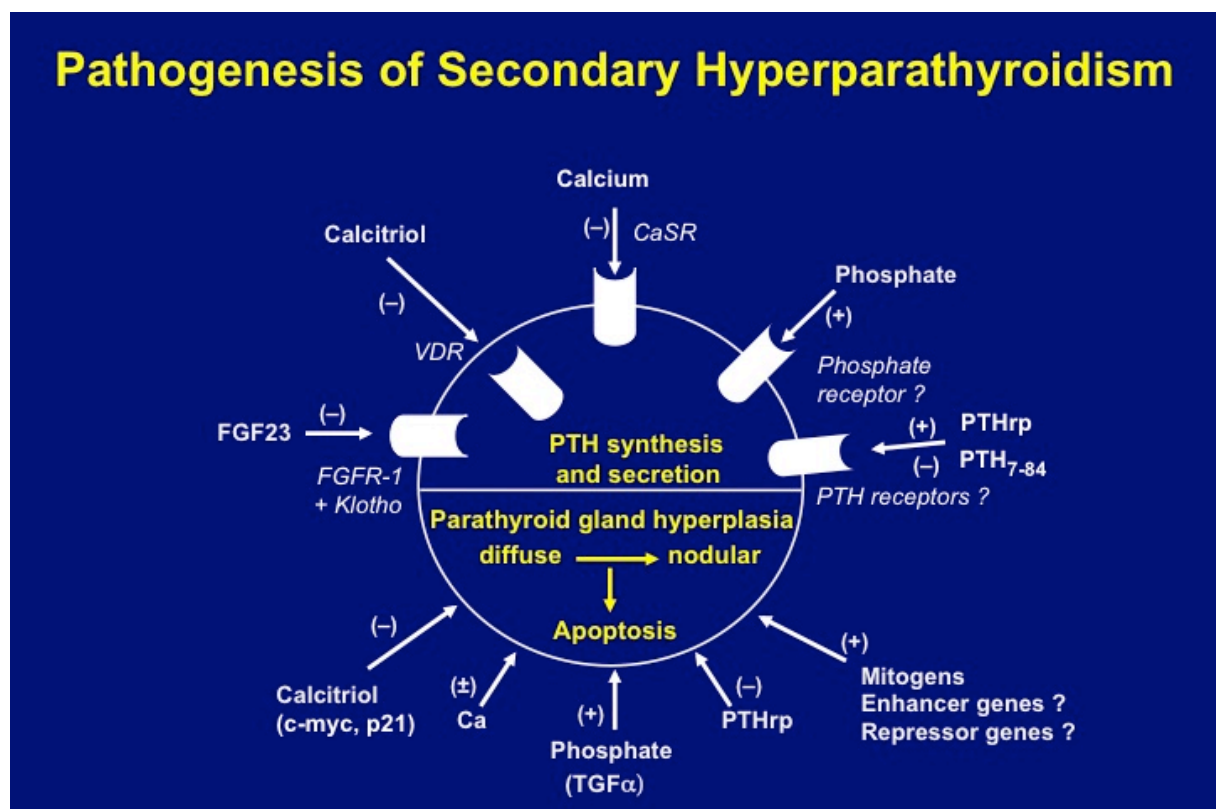 Pathogenesis of Secondary Hyperparathyroidism
Calcium
(–)
CaSR
Calcitriol
(–)
VDR
Phosphate
(+)
Phosphate
receptor ?
FGF23
(–)
FGFR-1
+ Klotho
(+) PTHrp
(–) PTH7-84
PTH receptors ?
PTH synthesis
and secretion
Parathyroid gland hyperplasia
diffuse
nodular
Apoptosis
(–)
Calcitriol
(c-myc, p21)
(±)
Ca
(+)
Phosphate
(TGFα)
(–)
PTHrp
(+)
Mitogens
Enhancer genes ?
Repressor genes ?